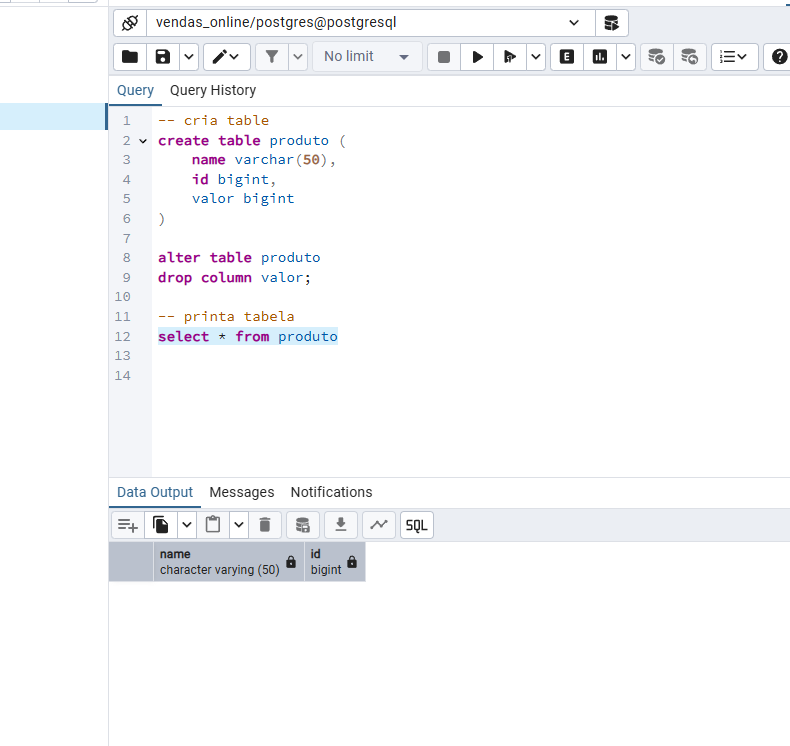 vendas_online/postgres@postgresql
No limit
E
SQL
Query Query History
1 -- cria table
2 create table produto (
3     name varchar(50),
4     id bigint,
5     valor bigint
6 )
7
8 alter table produto
9 drop column valor;
10
11 -- printa tabela
12 select * from produto
13
14
Data Output Messages Notifications
name id
character varying (50) bigint